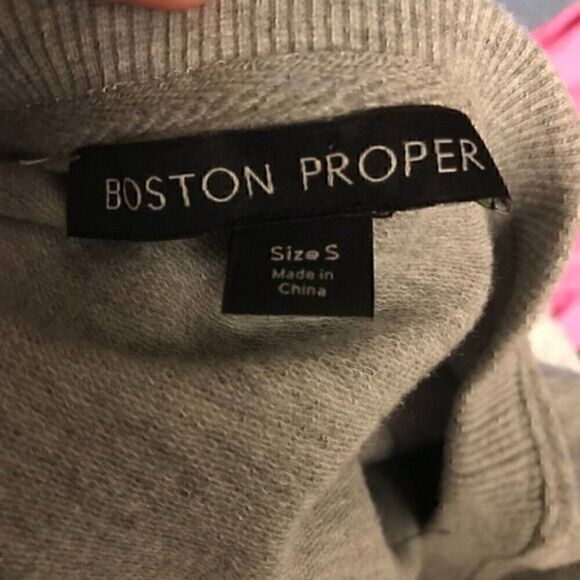 BOSTON PROPER
Size S
Made in
China